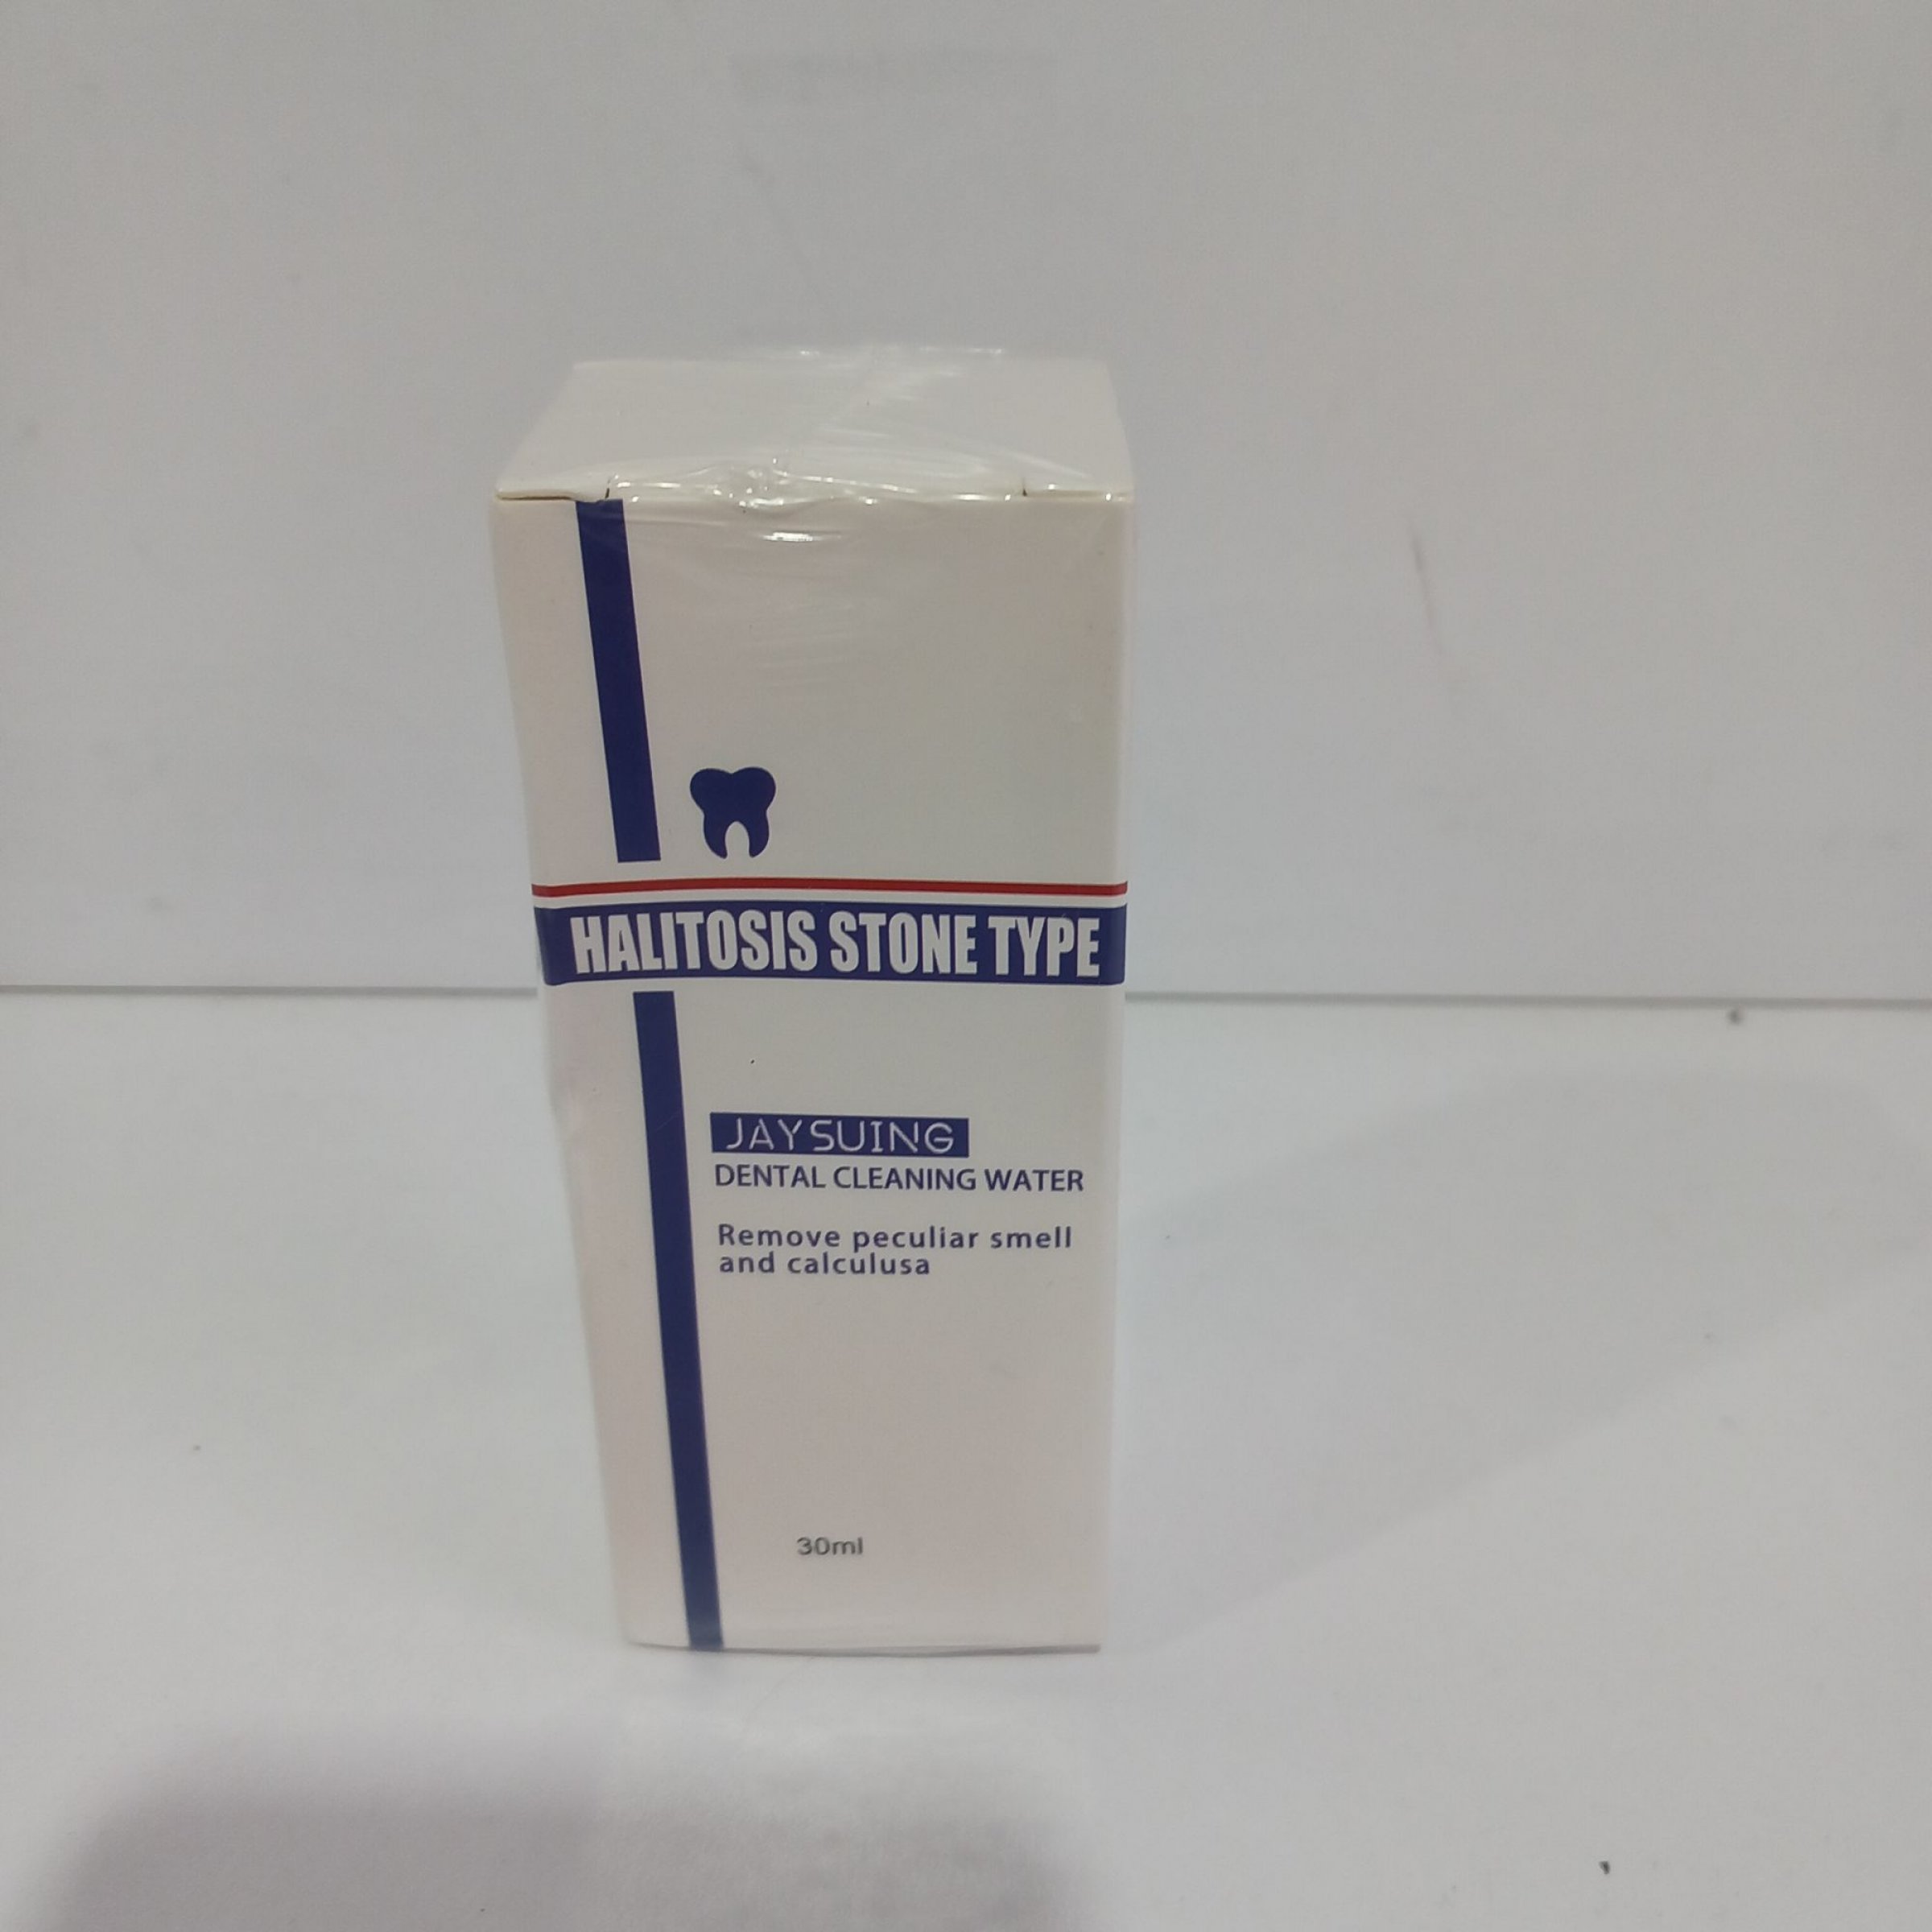 HALITOSIS STONE TYPE
JAYSUING
DENTAL CLEANING WATER
Remove peculiar smell
and calculusa
30ml